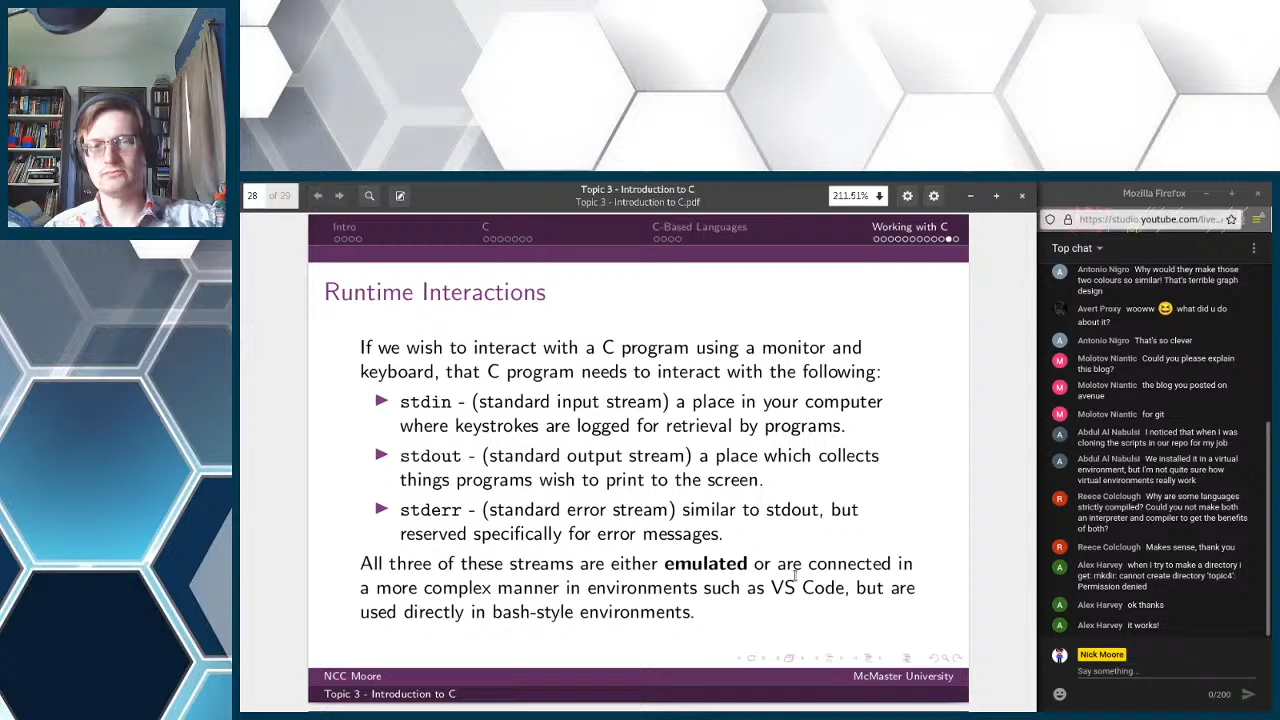 28 of 29
Topic 3 - Introduction to C
Topic 3 - Introduction to C.pdf
211.51%
Intro
C
C-Based Languages
Working with C
Runtime Interactions
If we wish to interact with a C program using a monitor and
keyboard, that C program needs to interact with the following:
stdin - (standard input stream) a place in your computer
where keystrokes are logged for retrieval by programs.
stdout - (standard output stream) a place which collects
things programs wish to print to the screen.
stderr - (standard error stream) similar to stdout, but
reserved specifically for error messages.
All three of these streams are either emulated or are connected in
a more complex manner in environments such as VS Code, but are
used directly in bash-style environments.
NCC Moore
McMaster University
Topic 3 - Introduction to C
Mozilla Firefox
https://studio.youtube.com/live_
Top chat
Antonio Nigro Why would they make those
two colours so similar! That's terrible graph
design
Avert Proxy wooww 😆 what did u do
about it?
Antonio Nigro That's so clever
Molotov Niantic Could you please explain
this blog?
Molotov Niantic the blog you posted on
avenue
Molotov Niantic for git
Abdul Al Nabulsi I noticed that when I was
cloning the scripts in our repo for my job
Abdul Al Nabulsi We installed it in a virtual
environment, but I'm not quite sure how
virtual environments really work
Reece Colclough Why are some languages
strictly compiled? Could you not make both
an interpreter and compiler to get the benefits
of both?
Reece Colclough Makes sense, thank you
Alex Harvey when i try to make a directory i
get: mkdir: cannot create directory 'topic4':
Permission denied
Alex Harvey ok thanks
Alex Harvey it works!
Nick Moore
Say something...
0/200